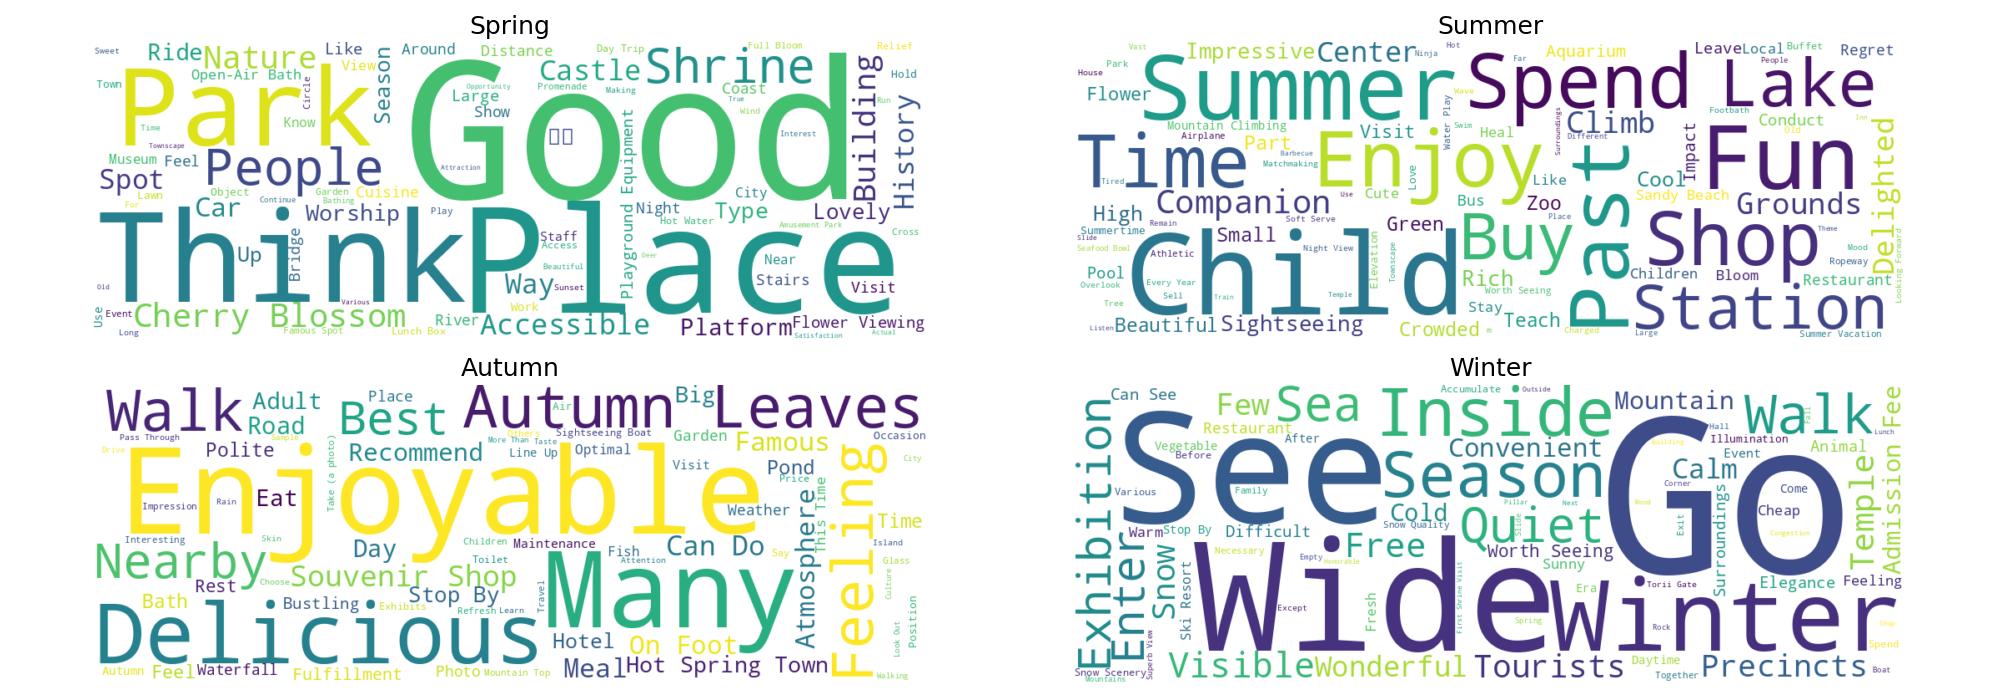 Spring
Sweet Ride Nature Like Season Around Distance Day Trip Full Bloom Relief
Town Open-Air Bath View Circle Castle Shrine Building Hold
Park Good Large Show Opportunity Promenade Making Coast True Wind Run
Time Know Townscape Interest History
Museum Feel People Attraction Playground Equipment
Spot Lawn Object Garden Cuisine City
For Car Continue Bathing Worship Play Night Type Lovely
Think Place Hot Water Amusement Park Cross
Up Bridge Staff Access Beautiful Deer Near Stairs
Old Various Way Sunset Visit
Use Event Cherry Blossom Work River Accessible Platform Flower Viewing
Long Famous Spot Lunch Box Satisfaction Actual
Summer
Vast Impressive Center Ninja Hot Aquarium Leave Local Buffet Regret
House Park Summer Spend Far People Lake
Flower Wave Footbath
Mountain Climbing Visit Water Play Swim Heal Surroundings Climb Conduct
Time Airplane Part Enjoy Different Impact Old Inn Fun Delighted
Tired Barbecue Matchmaking Love Past Cool
Companion Use Cute Like Sandy Beach
High Remain Soft Serve Bus Zoo Place Grounds
Summertime Slide Small Green Buy Shop Theme
Seafood Bowl Child Athletic Night View Elevation Townscape Mood Ropeway Looking Forward
Pool Overlook Every Year Rich Children Bloom Restaurant
Tree Sell Train Temple Worth Seeing Station
Listen Beautiful Sightseeing Stay Teach
Crowded m Charged Large Summer Vacation
Autumn
Walk Adult Place Autumn Air Big Leaves
Road Best
Pass Through Sample Others More Than Taste Sightseeing Boat Garden Famous Occasion
Drive Polite Take (a photo) Recommend Line Up Optimal Visit Pond Feeling City
Enjoyable Price
Impression Rain Eat Weather Atmosphere This Time Time
Interesting Skin Day Children Maintenance Can Do Say Island
Nearby Toilet Fish Attention Glass
Rest Choose Souvenir Shop Many Culture
Bath Bustling Exhibits Stop By Travel
Delicious Refresh Learn Position
Hotel On Foot Look Out
Autumn Feel Waterfall Fulfillment Photo Mountain Top Meal Hot Spring Town Walking
Winter
Can See Few Sea Accumulate Outside Inside Mountain Walk Fall Admission Fee
Exhibition See Restaurant Hall Lunch
Vegetable After Convenient Building Illumination Animal
Before Season Go Event Calm
Various Family Corner Come
Pillar Next Wood Cheap
Cold Snow Quality Slide Quiet Exit Surroundings Temple
Warm Stop By Difficult Congestion
Enter Snow Necessary Empty Free Worth Seeing
Memorable Sunny
Ski Resort Wide Era Torii Gate Elegance Feeling
Except Fresh First Shrine Visit Winter
Spring Rock Chop
Superb View Spend
Snow Scenery Visible Wonderful Tourists Daytime Precincts
Mountains Together Boat